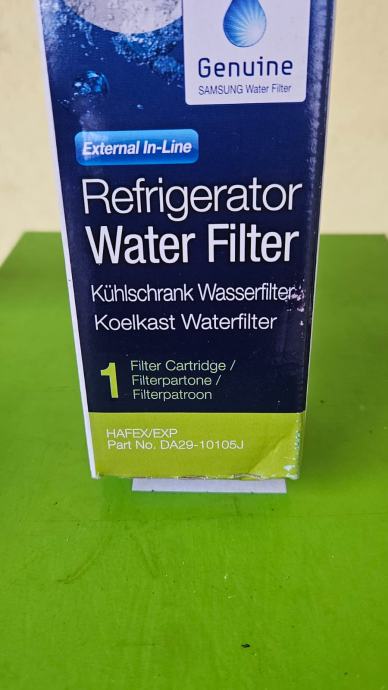 Genuine
SAMSUNG Water Filter
External In-Line
Refrigerator
Water Filter
Kühlschrank Wasserfilter
Koelkast Waterfilter
1 Filter Cartridge /
Filterpartone /
Filterpatroon
HAFEX/EXP
Part No. DA29-10105J